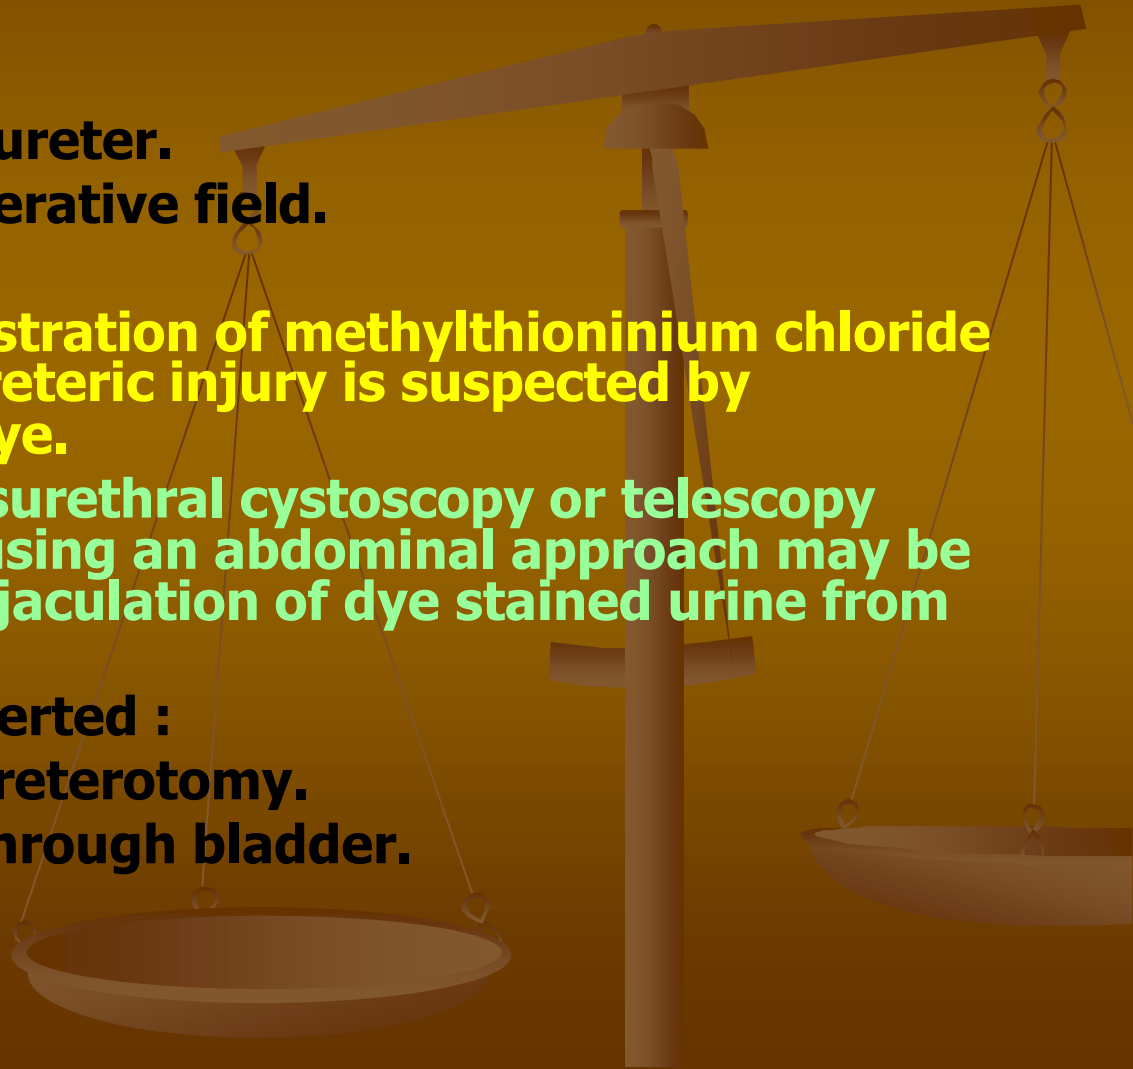 ureter.
erative field.
stration of methylthioninium chloride
reteric injury is suspected by
ye.
surethral cystoscopy or telescopy
using an abdominal approach may be
jaculation of dye stained urine from
erted :
reterotomy.
hrough bladder.